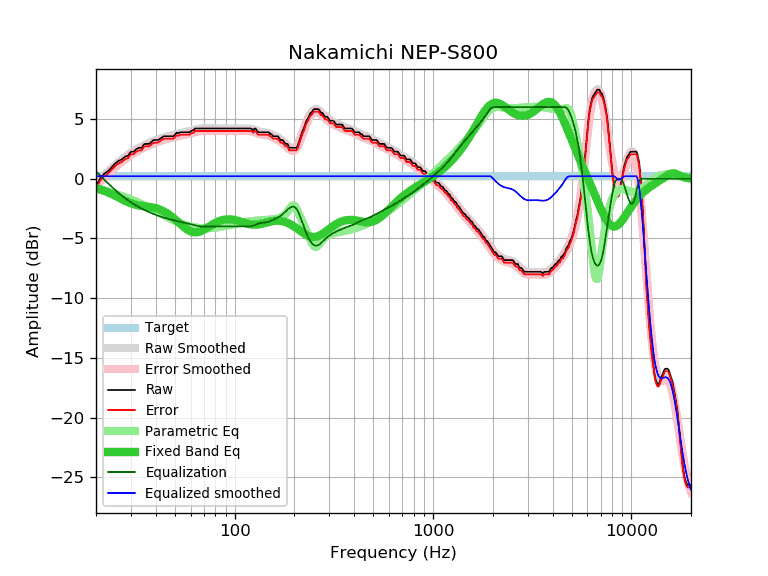 Nakamichi NEP-S800
Amplitude (dBr)
5
0
−5
−10
−15
−20
−25
Target
Raw Smoothed
Error Smoothed
Raw
Error
Parametric Eq
Fixed Band Eq
Equalization
Equalized smoothed
100
1000
10000
Frequency (Hz)